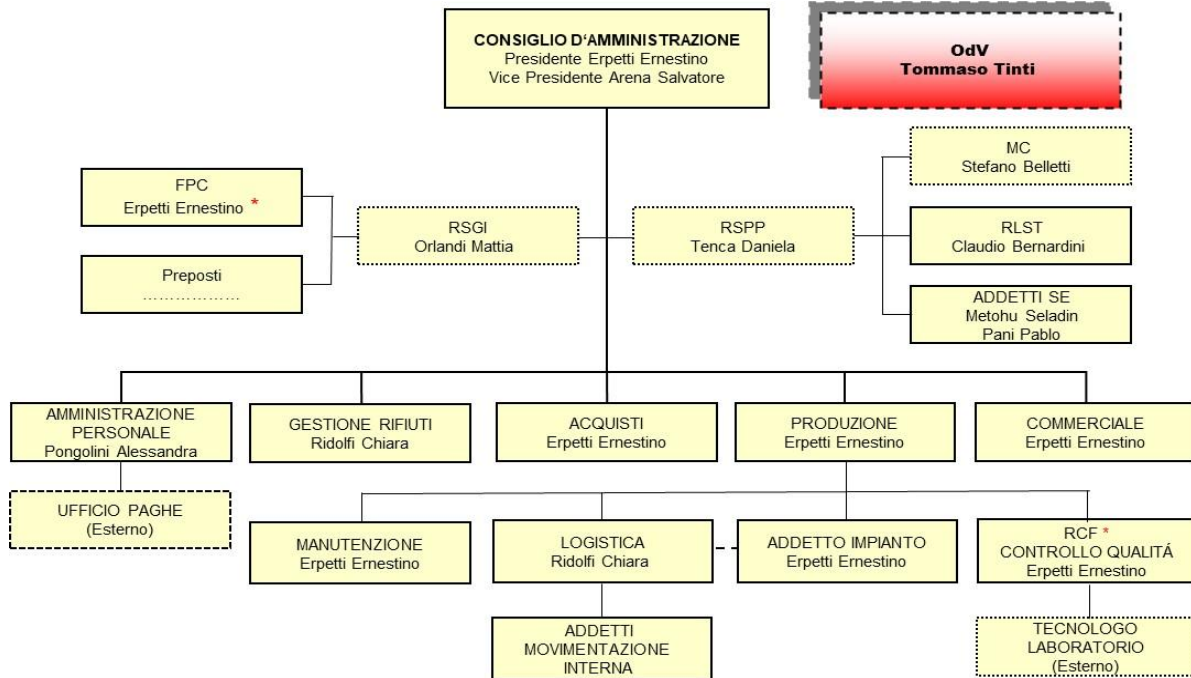 CONSIGLIO D‘AMMINISTRAZIONE
Presidente Erpetti Ernestino
Vice Presidente Arena Salvatore
OdV
Tommaso Tinti
MC
Stefano Belletti
FPC
Erpetti Ernestino *
RSGI
Orlandi Mattia
RSPP
Tenca Daniela
RLST
Claudio Bernardini
Preposti
………………
ADDETTI SE
Metohu Seladin
Pani Pablo
AMMINISTRAZIONE
PERSONALE
Pongolini Alessandra
GESTIONE RIFIUTI
Ridolfi Chiara
ACQUISTI
Erpetti Ernestino
PRODUZIONE
Erpetti Ernestino
COMMERCIALE
Erpetti Ernestino
UFFICIO PAGHE
(Esterno)
MANUTENZIONE
Erpetti Ernestino
LOGISTICA
Ridolfi Chiara
ADDETTO IMPIANTO
Erpetti Ernestino
RCF *
CONTROLLO QUALITÁ
Erpetti Ernestino
ADDETTI
MOVIMENTAZIONE
INTERNA
TECNOLOGO
LABORATORIO
(Esterno)